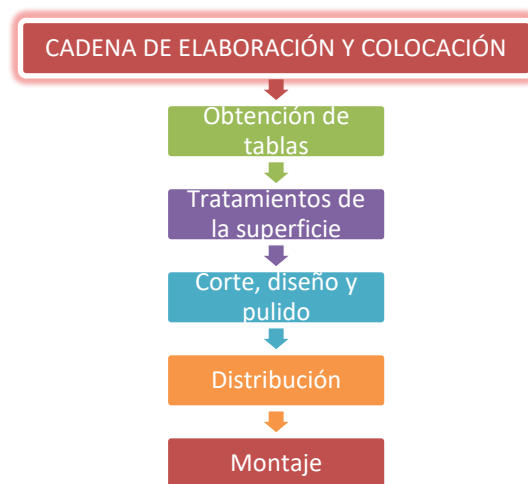 CADENA DE ELABORACIÓN Y COLOCACIÓN
Obtención de
tablas
Tratamientos de
la superficie
Corte, diseño y
pulido
Distribución
Montaje